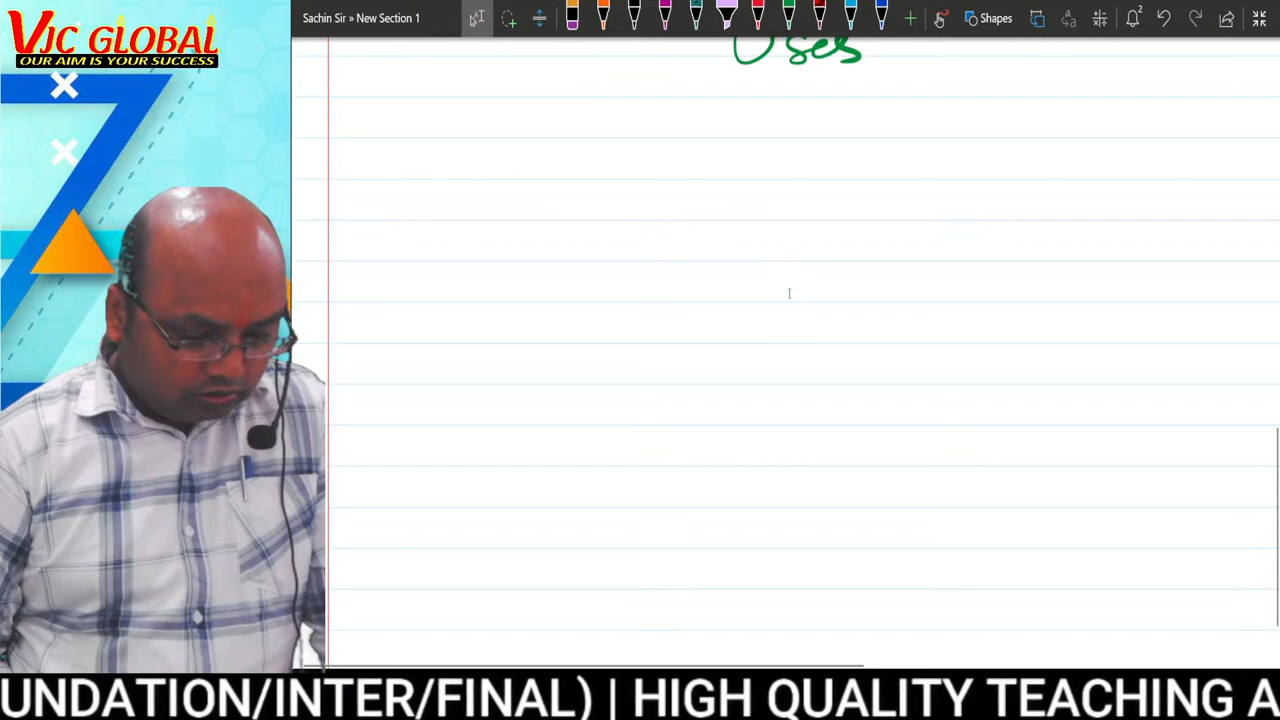 VJC GLOBAL
OUR AIM IS YOUR SUCCESS
Sachin Sir » New Section 1
Shapes
2
Uses
UNDATION/INTER/FINAL) | HIGH QUALITY TEACHING A